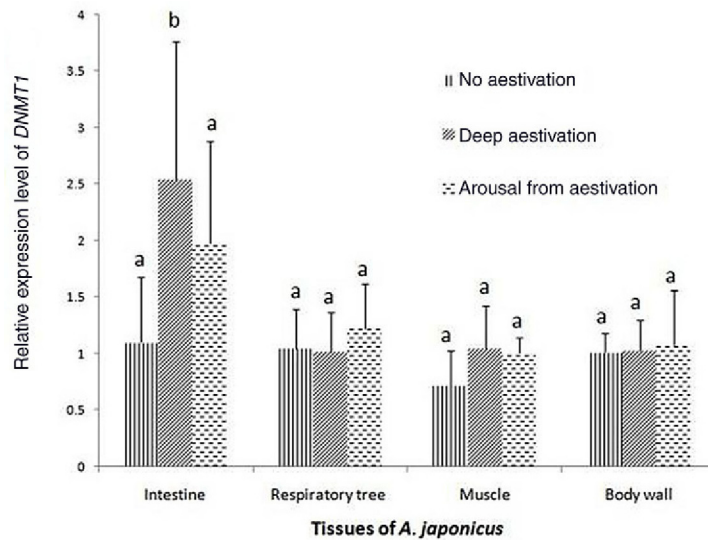 Relative expression level of DNMT1
4
3.5
3
2.5
2
1.5
1
0.5
0
a
b
a
a
a
a
a
a
a
a
a
a
No aestivation
Deep aestivation
Arousal from aestivation
Intestine
Respiratory tree
Muscle
Body wall
Tissues of A. japonicus